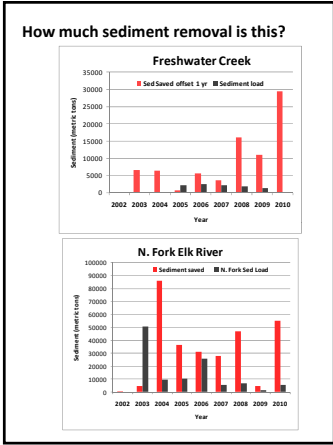 How much sediment removal is this?
Freshwater Creek
Sed Saved offset 1 yr Sediment load
35000
30000
25000
20000
15000
10000
5000
0
Sediment (metric tons)
2002 2003 2004 2005 2006 2007 2008 2009 2010
Year
N. Fork Elk River
Sediment saved N. Fork Sed Load
100000
90000
80000
70000
60000
50000
40000
30000
20000
10000
0
Sediment (metric tons)
2002 2003 2004 2005 2006 2007 2008 2009 2010
Year